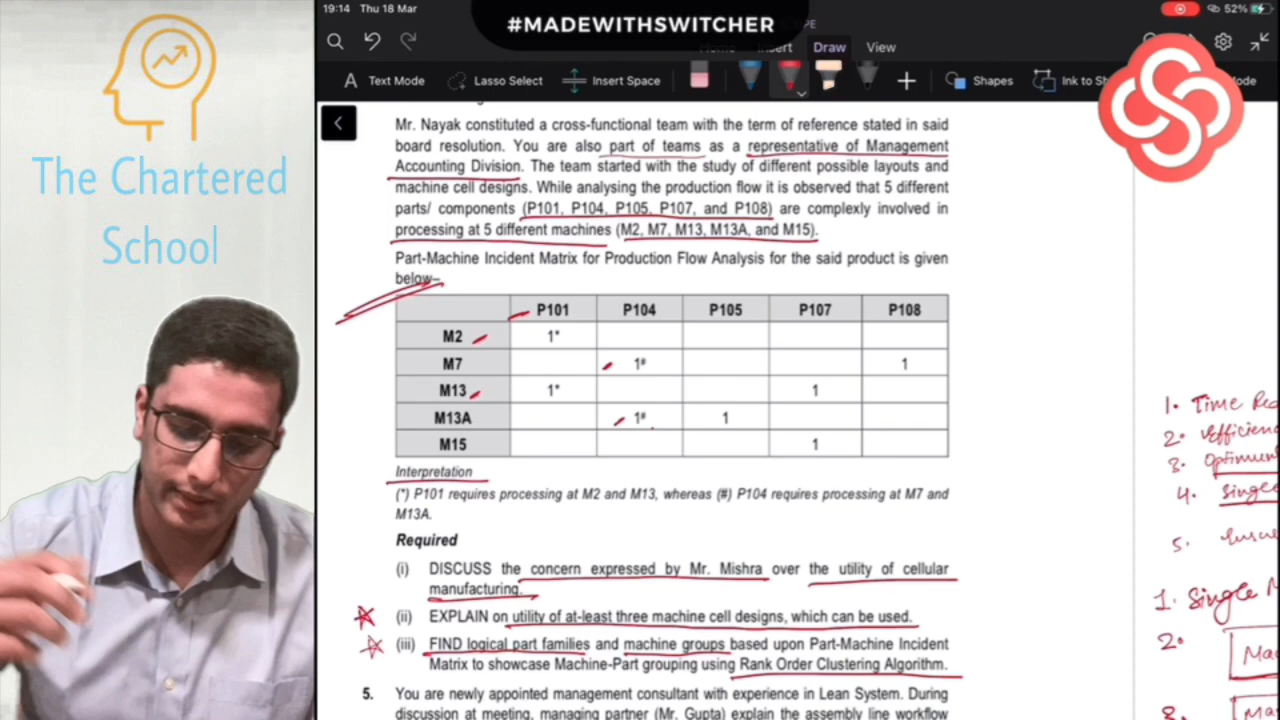 19:14 Thu 18 Mar
#MADEWITHSWITCHER
52%
Draw
View
Text Mode
Lasso Select
Insert Space
Shapes
Ink to Sh
ode
The Chartered
School
Mr. Nayak constituted a cross-functional team with the term of reference stated in said
board resolution. You are also part of teams as a representative of Management
Accounting Division. The team started with the study of different possible layouts and
machine cell designs. While analysing the production flow it is observed that 5 different
parts/ components (P101, P104, P105, P107, and P108) are complexly involved in
processing at 5 different machines (M2, M7, M13, M13A, and M15).
Part-Machine Incident Matrix for Production Flow Analysis for the said product is given
below–
P101 P104 P105 P107 P108
M2 1*
M7 1# 1
M13 1* 1
M13A 1# 1
M15 1
Interpretation
(*) P101 requires processing at M2 and M13, whereas (#) P104 requires processing at M7 and
M13A.
Required
(i) DISCUSS the concern expressed by Mr. Mishra over the utility of cellular
manufacturing.
(ii) EXPLAIN on utility of at-least three machine cell designs, which can be used.
(iii) FIND logical part families and machine groups based upon Part-Machine Incident
Matrix to showcase Machine-Part grouping using Rank Order Clustering Algorithm.
5. You are newly appointed management consultant with experience in Lean System. During
discussion at meeting, managing partner (Mr. Gupta) explain the assembly line workflow
1. Time Red
2. efficienc
3. Optimum
4. Single
5.
1. Single M
2.
Ma
3.